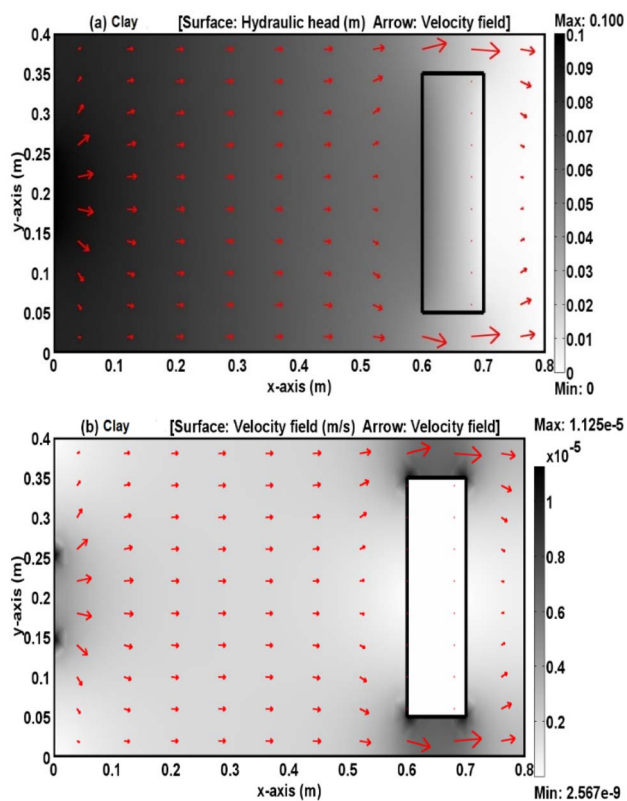 (a) Clay [Surface: Hydraulic head (m) Arrow: Velocity field] Max: 0.100
0.4 0.1
0.35 0.09
0.3 0.08
0.25 0.07
0.2 0.06
0.15 0.05
0.1 0.04
0.05 0.03
0 0.02
0.01
0
y-axis (m)
0 0.1 0.2 0.3 0.4 0.5 0.6 0.7 0.8
x-axis (m) Min: 0
(b) Clay [Surface: Velocity field (m/s) Arrow: Velocity field] Max: 1.125e-5
x10-5
0.4
0.35 1
0.3
0.25 0.8
0.2 0.6
0.15
0.1 0.4
0.05 0.2
0
y-axis (m)
0 0.1 0.2 0.3 0.4 0.5 0.6 0.7 0.8
x-axis (m) Min: 2.567e-9